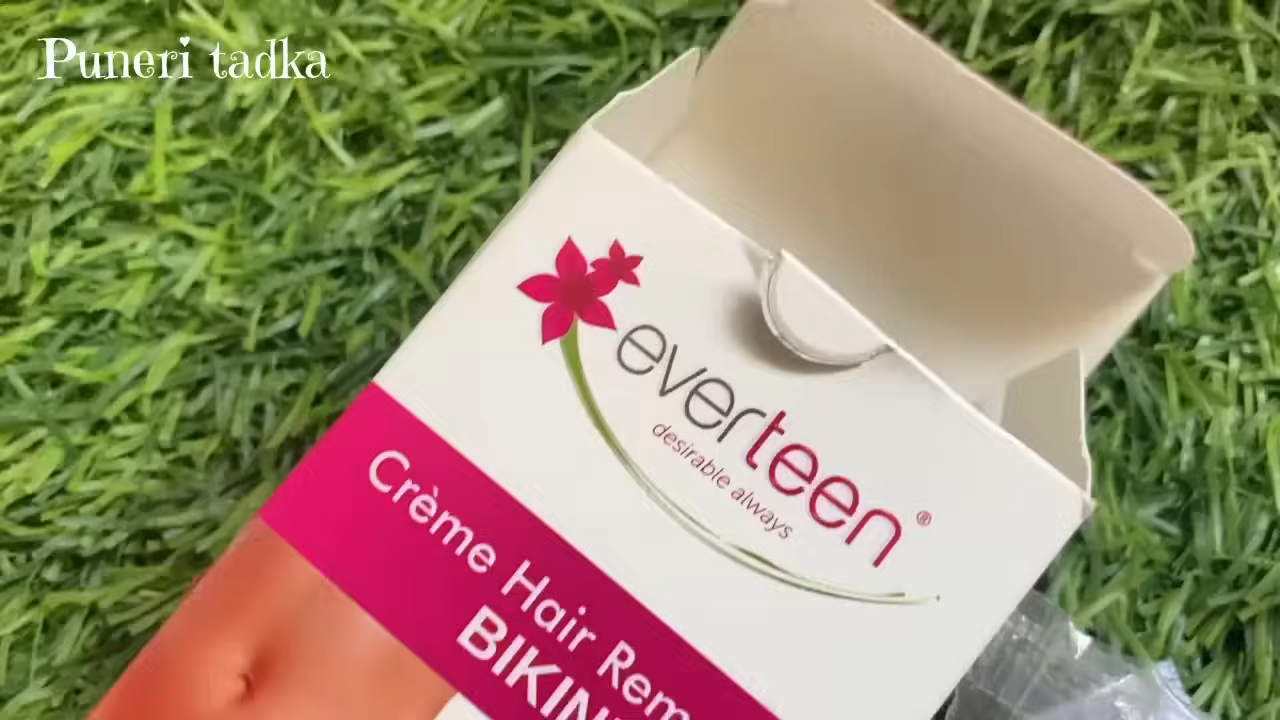 Puneri tadka
everteen®
desirable always
Crème Hair Rem
BIKIN